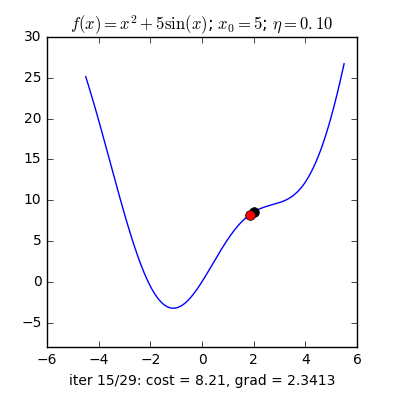 f(x) = x² + 5sin(x); x₀ = 5; η = 0.10
30
25
20
15
10
5
0
−5
−6 −4 −2 0 2 4 6
iter 15/29: cost = 8.21, grad = 2.3413